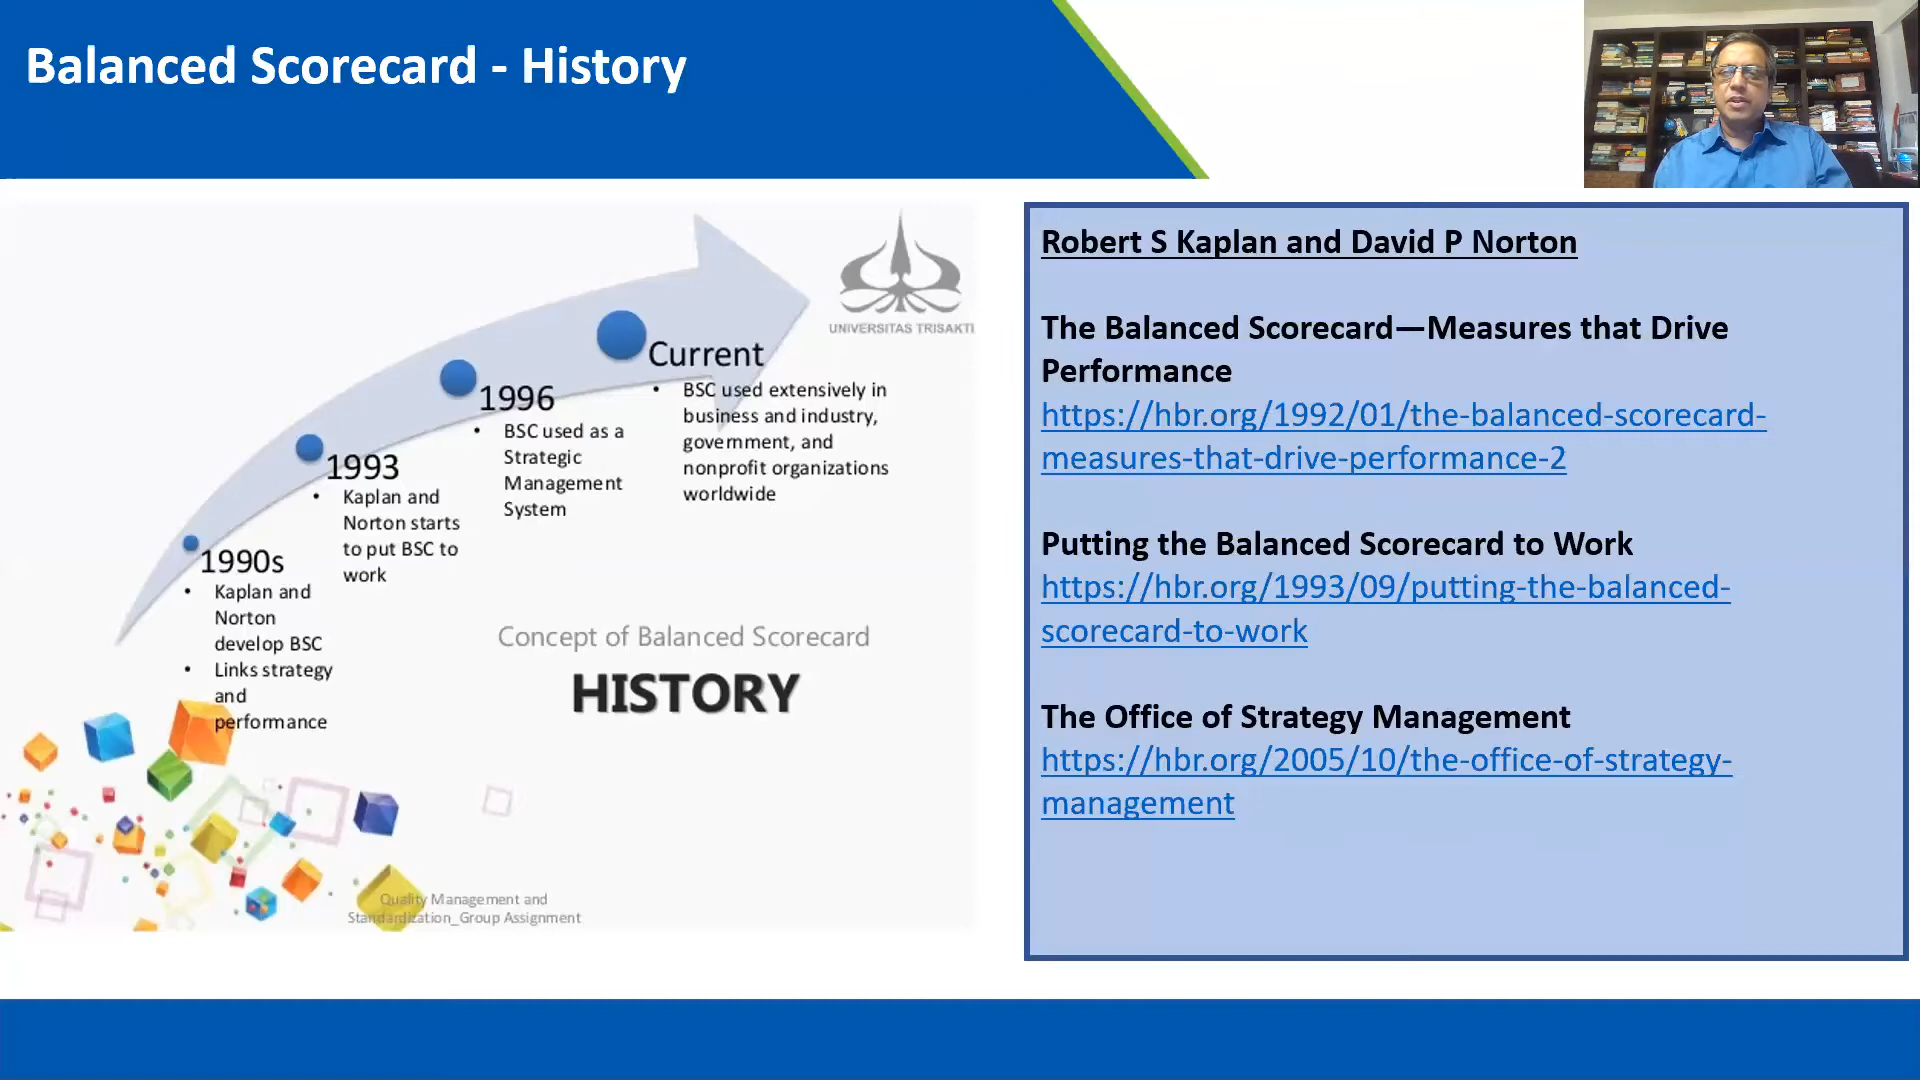 Balanced Scorecard - History
UNIVERSITAS TRISAKTI
Current
• BSC used extensively in
business and industry,
government, and
nonprofit organizations
worldwide
1996
• BSC used as a
Strategic
Management
System
1993
• Kaplan and
Norton starts
to put BSC to
work
1990s
• Kaplan and
Norton
develop BSC
• Links strategy
and
performance
Concept of Balanced Scorecard
HISTORY
Quality Management and
Standardization_Group Assignment
Robert S Kaplan and David P Norton
The Balanced Scorecard—Measures that Drive
Performance
https://hbr.org/1992/01/the-balanced-scorecard-
measures-that-drive-performance-2
Putting the Balanced Scorecard to Work
https://hbr.org/1993/09/putting-the-balanced-
scorecard-to-work
The Office of Strategy Management
https://hbr.org/2005/10/the-office-of-strategy-
management